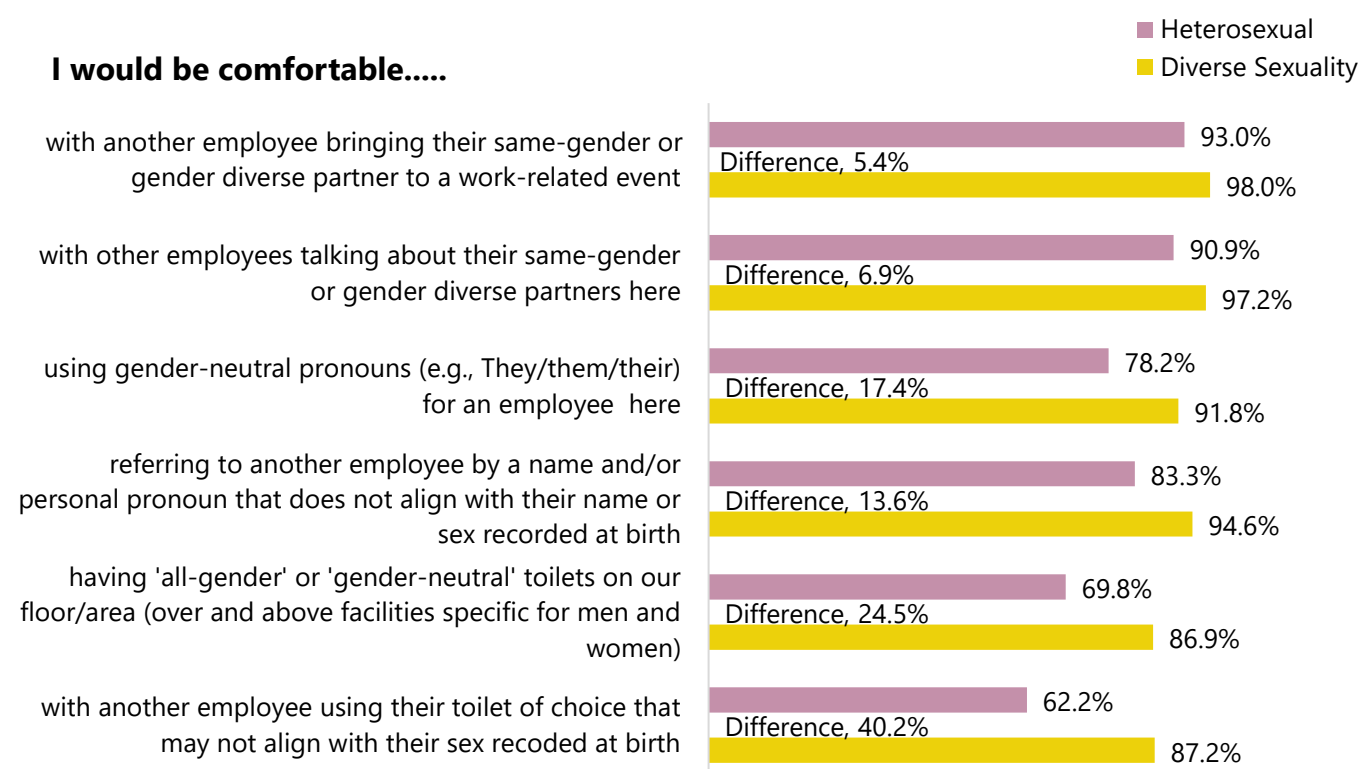 Heterosexual
Diverse Sexuality
I would be comfortable.....
with another employee bringing their same-gender or
gender diverse partner to a work-related event
93.0%
Difference, 5.4%
98.0%
with other employees talking about their same-gender
or gender diverse partners here
90.9%
Difference, 6.9%
97.2%
using gender-neutral pronouns (e.g., They/them/their)
for an employee  here
78.2%
Difference, 17.4%
91.8%
referring to another employee by a name and/or
personal pronoun that does not align with their name or
sex recorded at birth
83.3%
Difference, 13.6%
94.6%
having 'all-gender' or 'gender-neutral' toilets on our
floor/area (over and above facilities specific for men and
women)
69.8%
Difference, 24.5%
86.9%
with another employee using their toilet of choice that
may not align with their sex recoded at birth
62.2%
Difference, 40.2%
87.2%